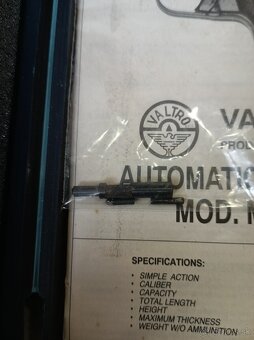 VALTRO
VA
AUTOMATIC
MOD. M
SPECIFICATIONS:
• SIMPLE ACTION
• CALIBER
• CAPACITY
• TOTAL LENGTH
• HEIGHT
• MAXIMUM THICKNESS
• WEIGHT W/O AMMUNITION